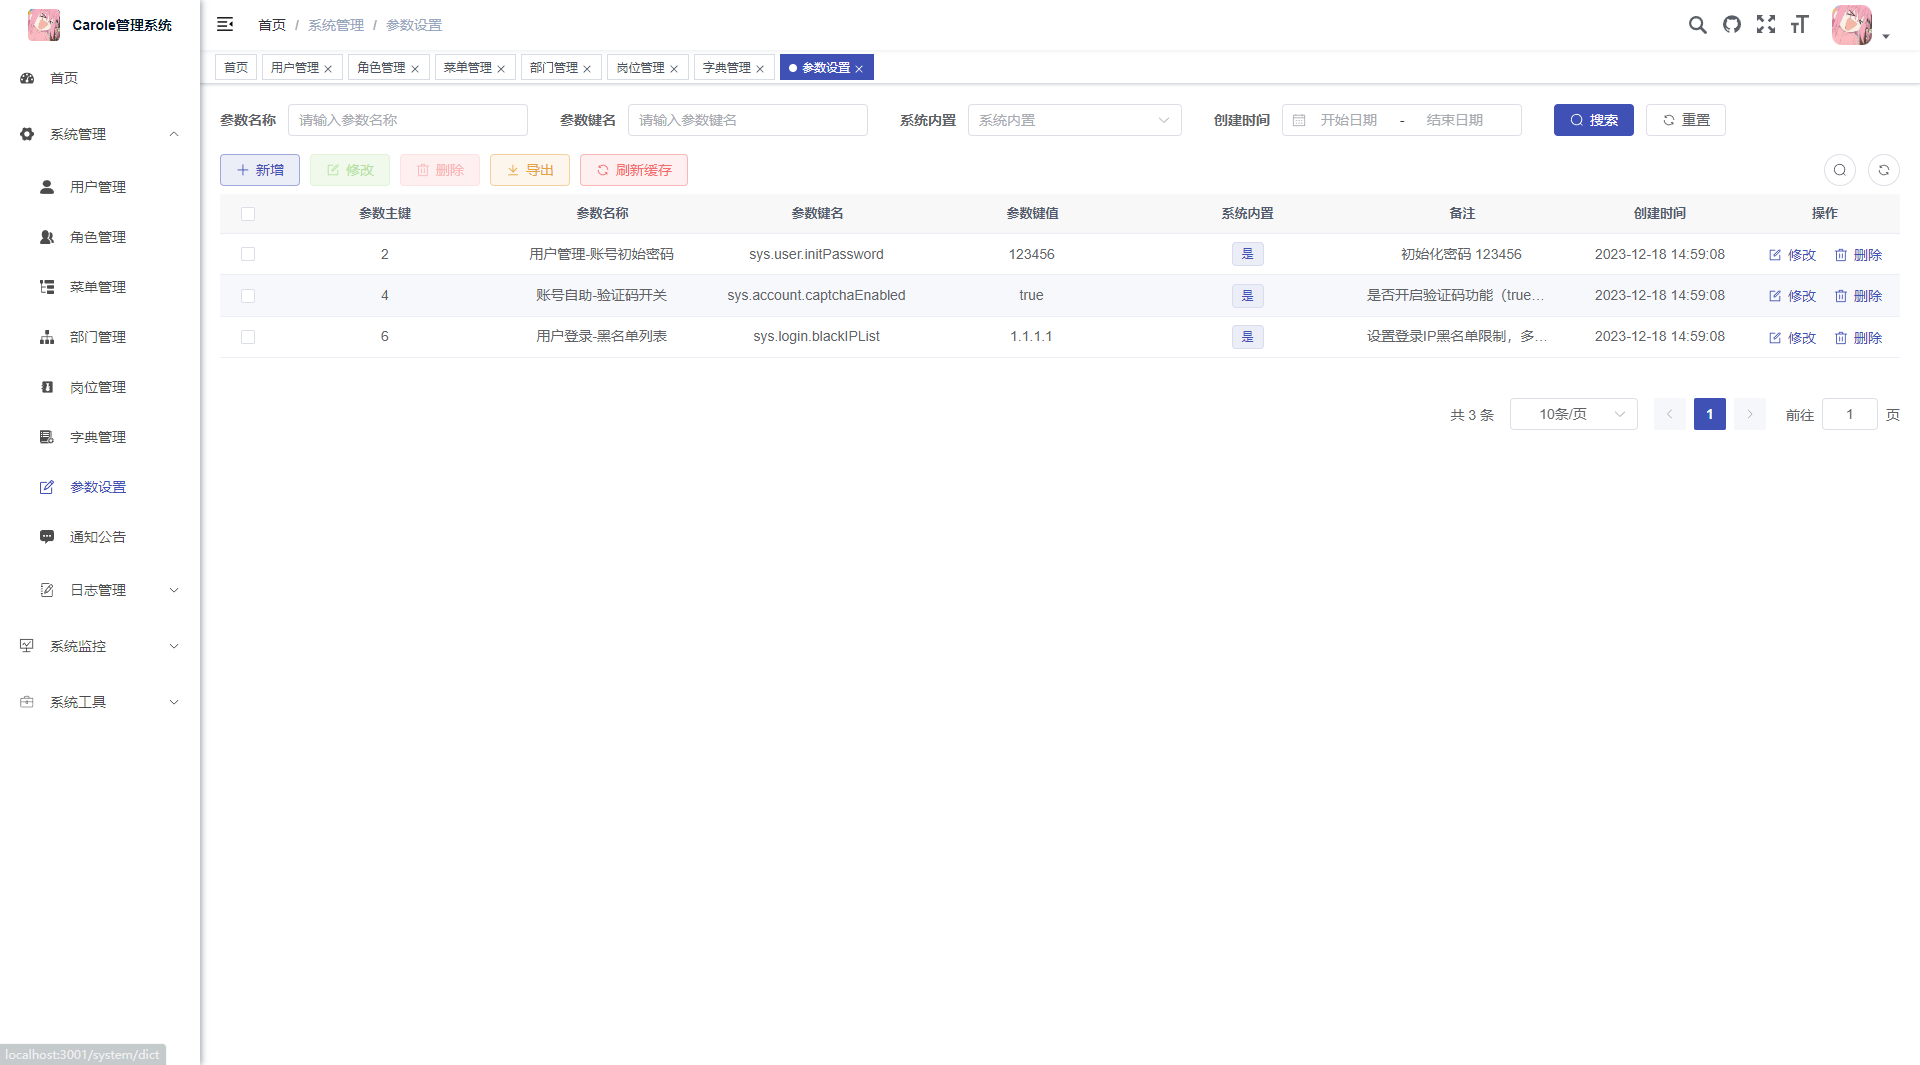 Carole管理系统
首页 / 系统管理 / 参数设置
首页 用户管理 角色管理 菜单管理 部门管理 岗位管理 字典管理 参数设置
首页
系统管理
用户管理
角色管理
菜单管理
部门管理
岗位管理
字典管理
参数设置
通知公告
日志管理
系统监控
系统工具
参数名称 请输入参数名称 参数键名 请输入参数键名 系统内置 系统内置 创建时间 开始日期 - 结束日期 搜索 重置
新增 修改 删除 导出 刷新缓存
参数主键 参数名称 参数键名 参数键值 系统内置 备注 创建时间 操作
2 用户管理-账号初始密码 sys.user.initPassword 123456 是 初始化密码 123456 2023-12-18 14:59:08 修改 删除
4 账号自助-验证码开关 sys.account.captchaEnabled true 是 是否开启验证码功能（true… 2023-12-18 14:59:08 修改 删除
6 用户登录-黑名单列表 sys.login.blackIPList 1.1.1.1 是 设置登录IP黑名单限制，多… 2023-12-18 14:59:08 修改 删除
共 3 条 10条/页 1 前往 1 页
localhost:3001/system/dict